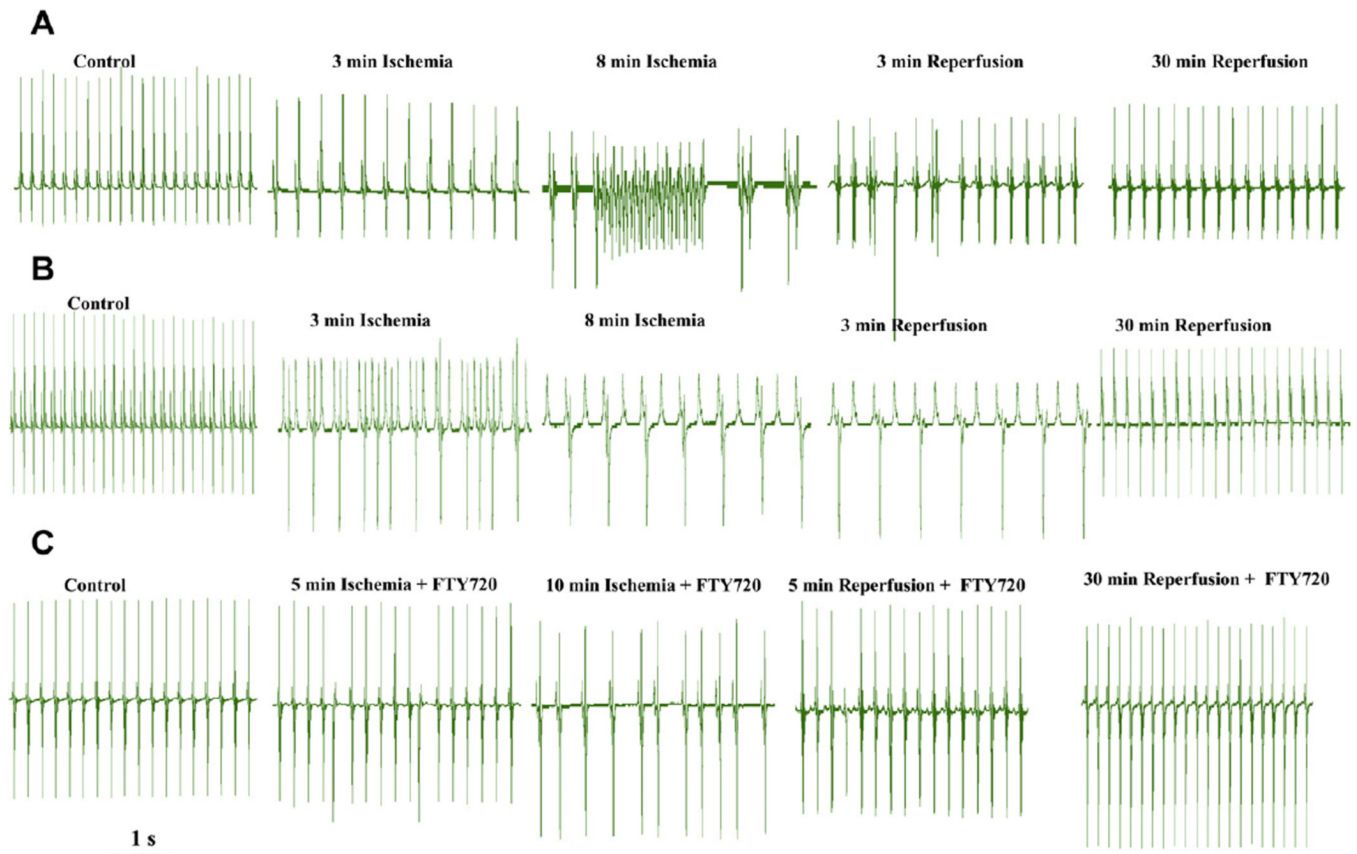 A
Control
3 min Ischemia
8 min Ischemia
3 min Reperfusion
30 min Reperfusion
B
Control
3 min Ischemia
8 min Ischemia
3 min Reperfusion
30 min Reperfusion
C
Control
5 min Ischemia + FTY720
10 min Ischemia + FTY720
5 min Reperfusion + FTY720
30 min Reperfusion + FTY720
1 s